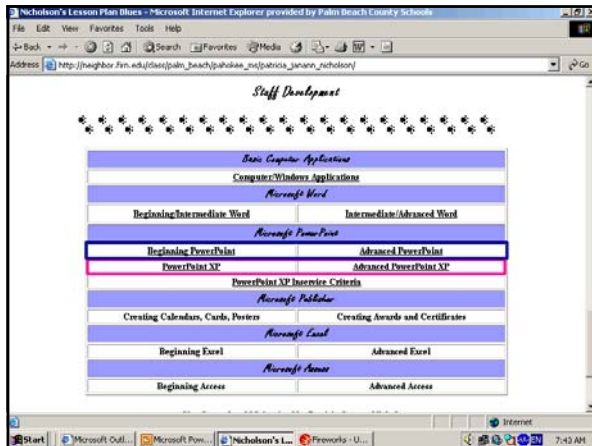 Nicholson's Lesson Plan Blues - Microsoft Internet Explorer provided by Palm Beach County Schools
File Edit View Favorites Tools Help
Back Search Favorites Media
Address http://neighbor.firn.edu/class/palm_beach/pahokee_ms/patricia_janann_nicholson/ Go
Staff Development
Basic Computer Applications
Computer/Windows Applications
Microsoft Word
Beginning/Intermediate Word Intermediate/Advanced Word
Microsoft PowerPoint
Beginning PowerPoint Advanced PowerPoint
PowerPoint XP Advanced PowerPoint XP
PowerPoint XP Inservice Criteria
Microsoft Publisher
Creating Calendars, Cards, Posters Creating Awards and Certificates
Microsoft Excel
Beginning Excel Advanced Excel
Microsoft Access
Beginning Access Advanced Access
Internet
Start Microsoft Outl... Microsoft Pow... Nicholson's L... Fireworks - U... EN 7:43 AM